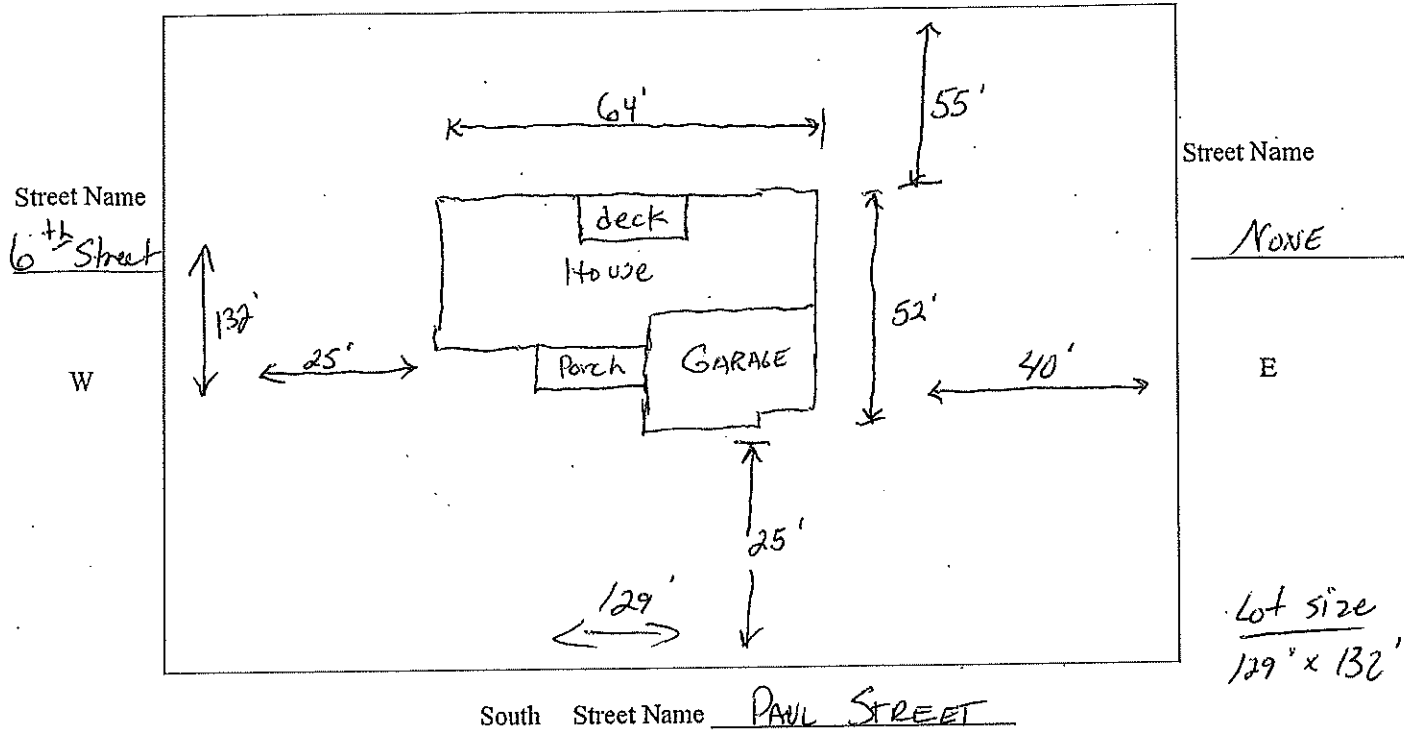 64'
55'
Street Name
Street Name
6th Street
NONE
deck
House
132'
52'
25'
Porch
GARAGE
40'
W
E
25'
129'
Lot size
129' x 132'
South Street Name PAUL STREET